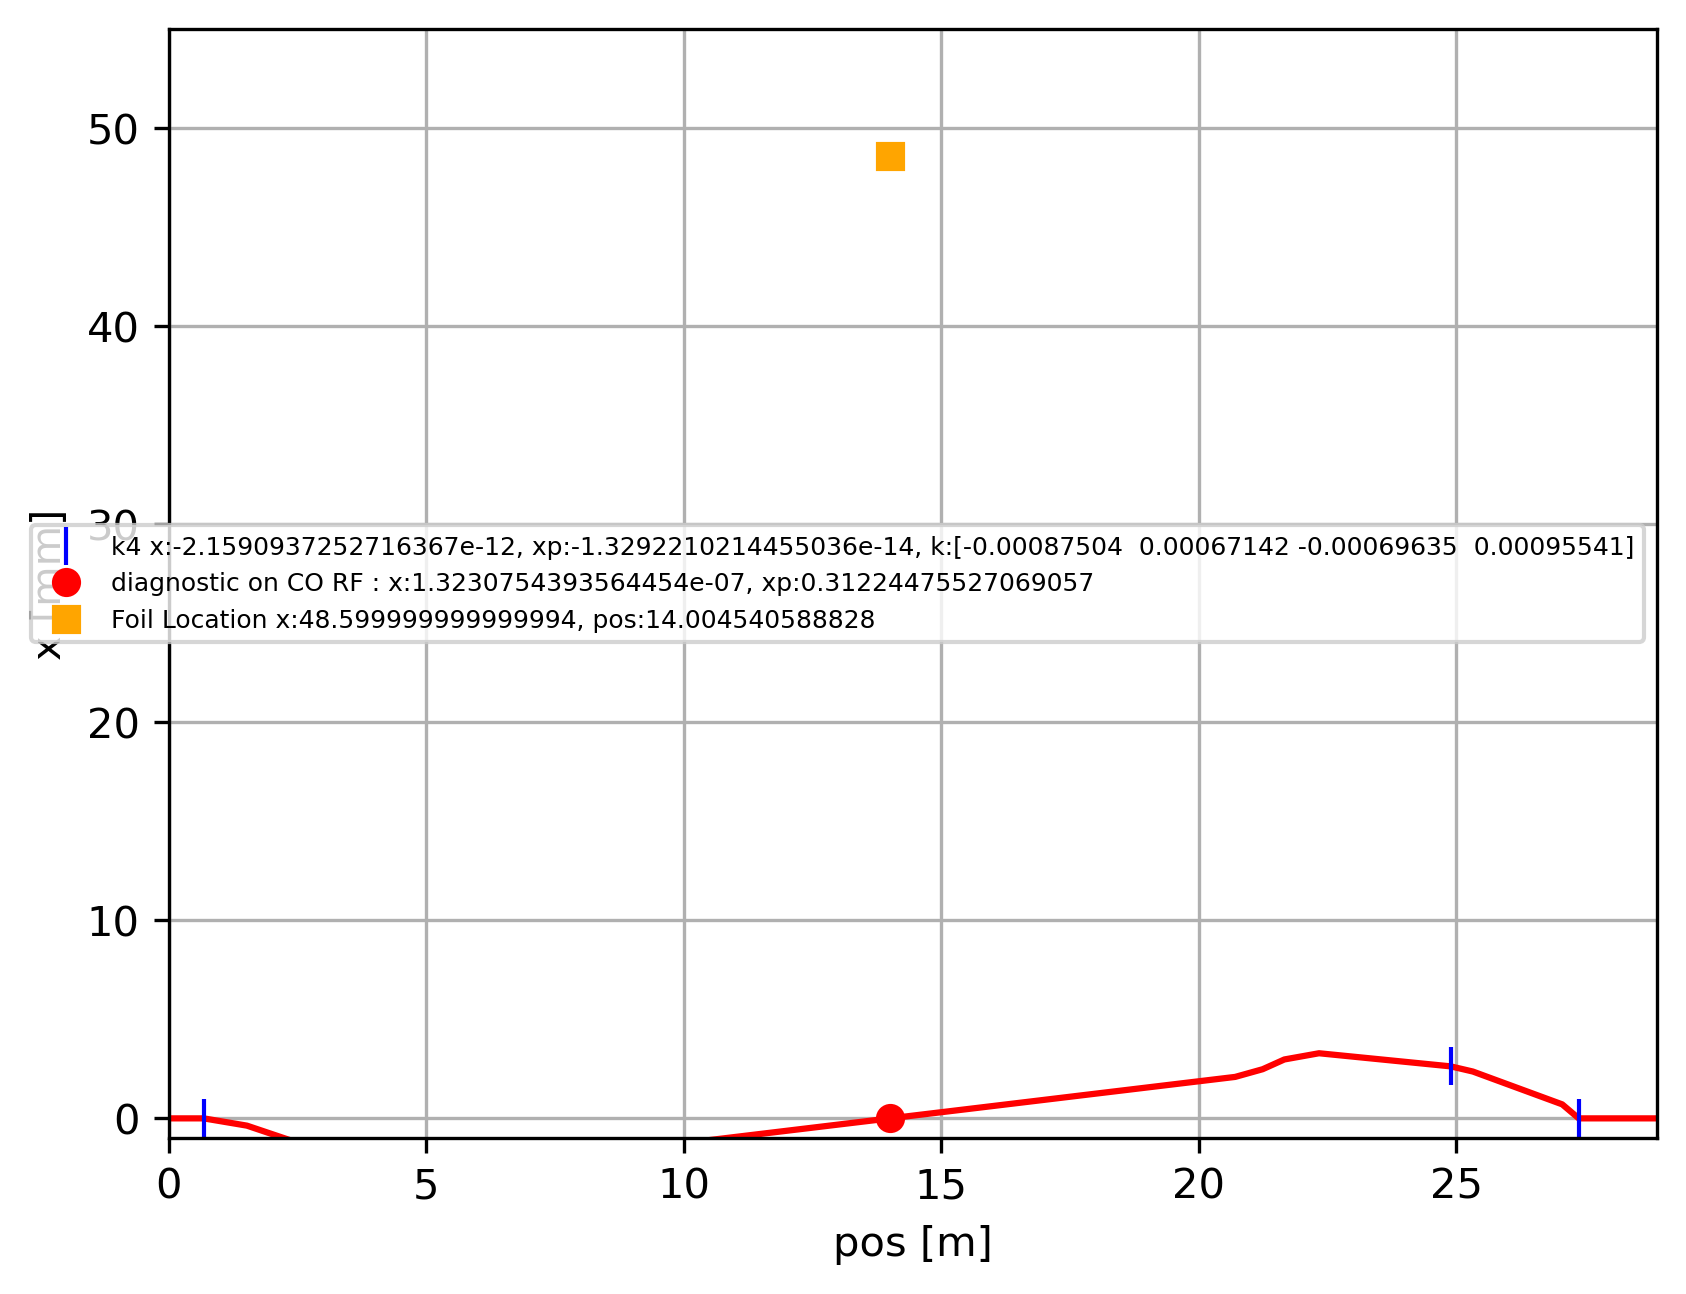 50
40
30
20
10
0
x [mm]
k4 x:-2.1590937252716367e-12, xp:-1.3292210214455036e-14, k:[-0.00087504  0.00067142 -0.00069635  0.00095541]
diagnostic on CO RF : x:1.3230754393564454e-07, xp:0.31224475527069057
Foil Location x:48.599999999999994, pos:14.004540588828
0 5 10 15 20 25
pos [m]